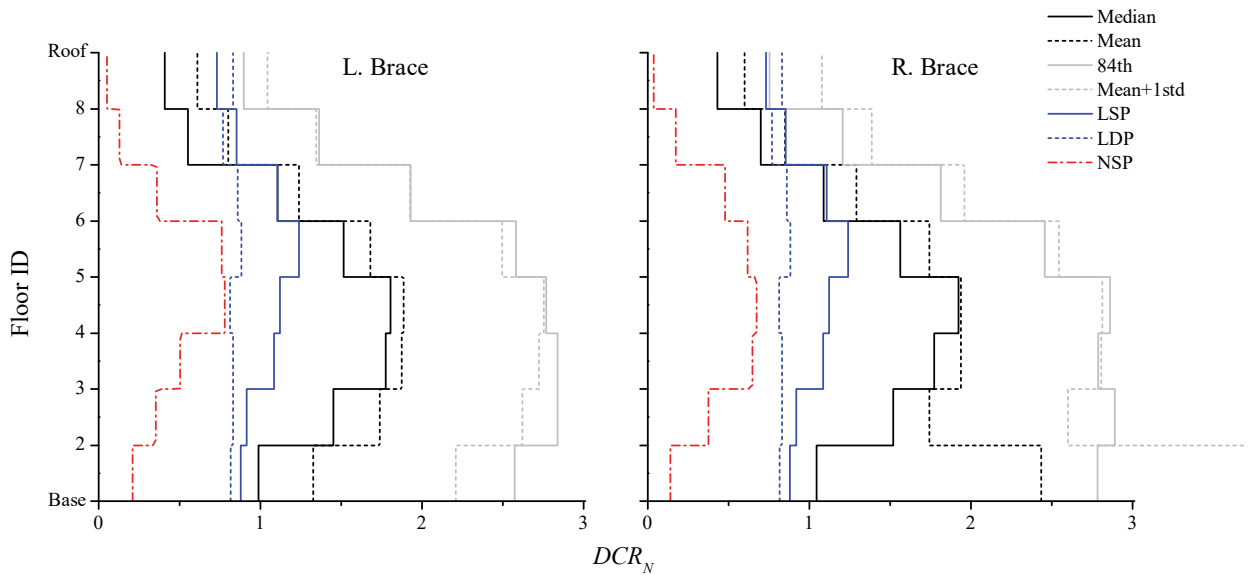 Median
Mean
84th
Mean+1std
LSP
LDP
NSP
L. Brace
R. Brace
Floor ID
Roof
8
7
6
5
4
3
2
Base
0 1 2 3
0 1 2 3
DCR_N